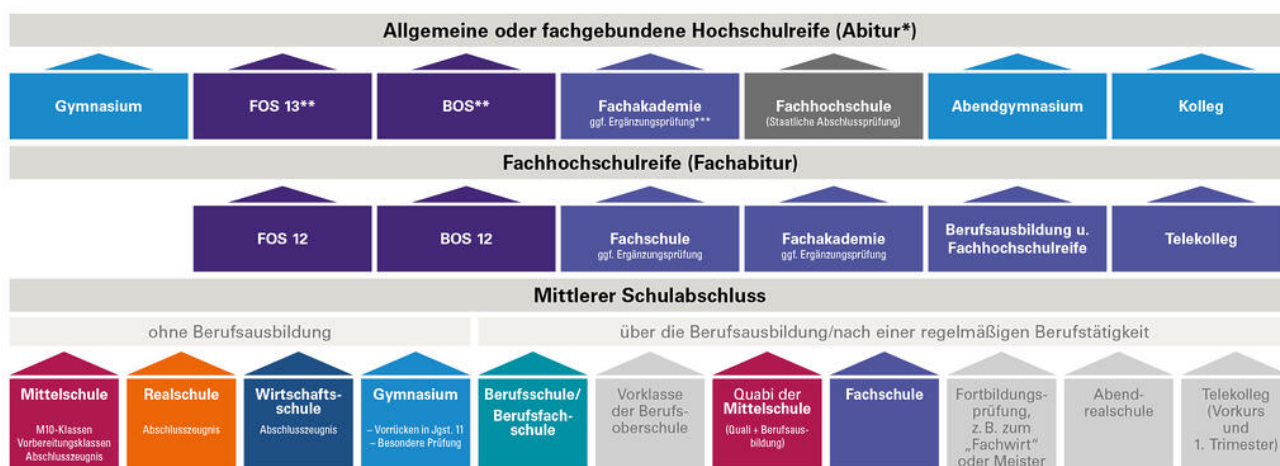 Allgemeine oder fachgebundene Hochschulreife (Abitur*)
Gymnasium
FOS 13**
BOS**
Fachakademie
ggf. Ergänzungsprüfung***
Fachhochschule
(Staatliche Abschlussprüfung)
Abendgymnasium
Kolleg
Fachhochschulreife (Fachabitur)
FOS 12
BOS 12
Fachschule
ggf. Ergänzungsprüfung
Fachakademie
ggf. Ergänzungsprüfung
Berufsausbildung u.
Fachhochschulreife
Telekolleg
Mittlerer Schulabschluss
ohne Berufsausbildung
über die Berufsausbildung/nach einer regelmäßigen Berufstätigkeit
Mittelschule
M10-Klassen
Vorbereitungsklassen
Abschlusszeugnis
Realschule
Abschlusszeugnis
Wirtschafts-
schule
Abschlusszeugnis
Gymnasium
– Vorrücken in Jgst. 11
– Besondere Prüfung
Berufsschule/
Berufsfach-
schule
Vorklasse
der Berufs-
oberschule
Quabi der
Mittelschule
(Quali + Berufsaus-
bildung)
Fachschule
Fortbildungs-
prüfung,
z. B. zum
„Fachwirt“
oder Meister
Abend-
realschule
Telekolleg
(Vorkurs
und
1. Trimester)